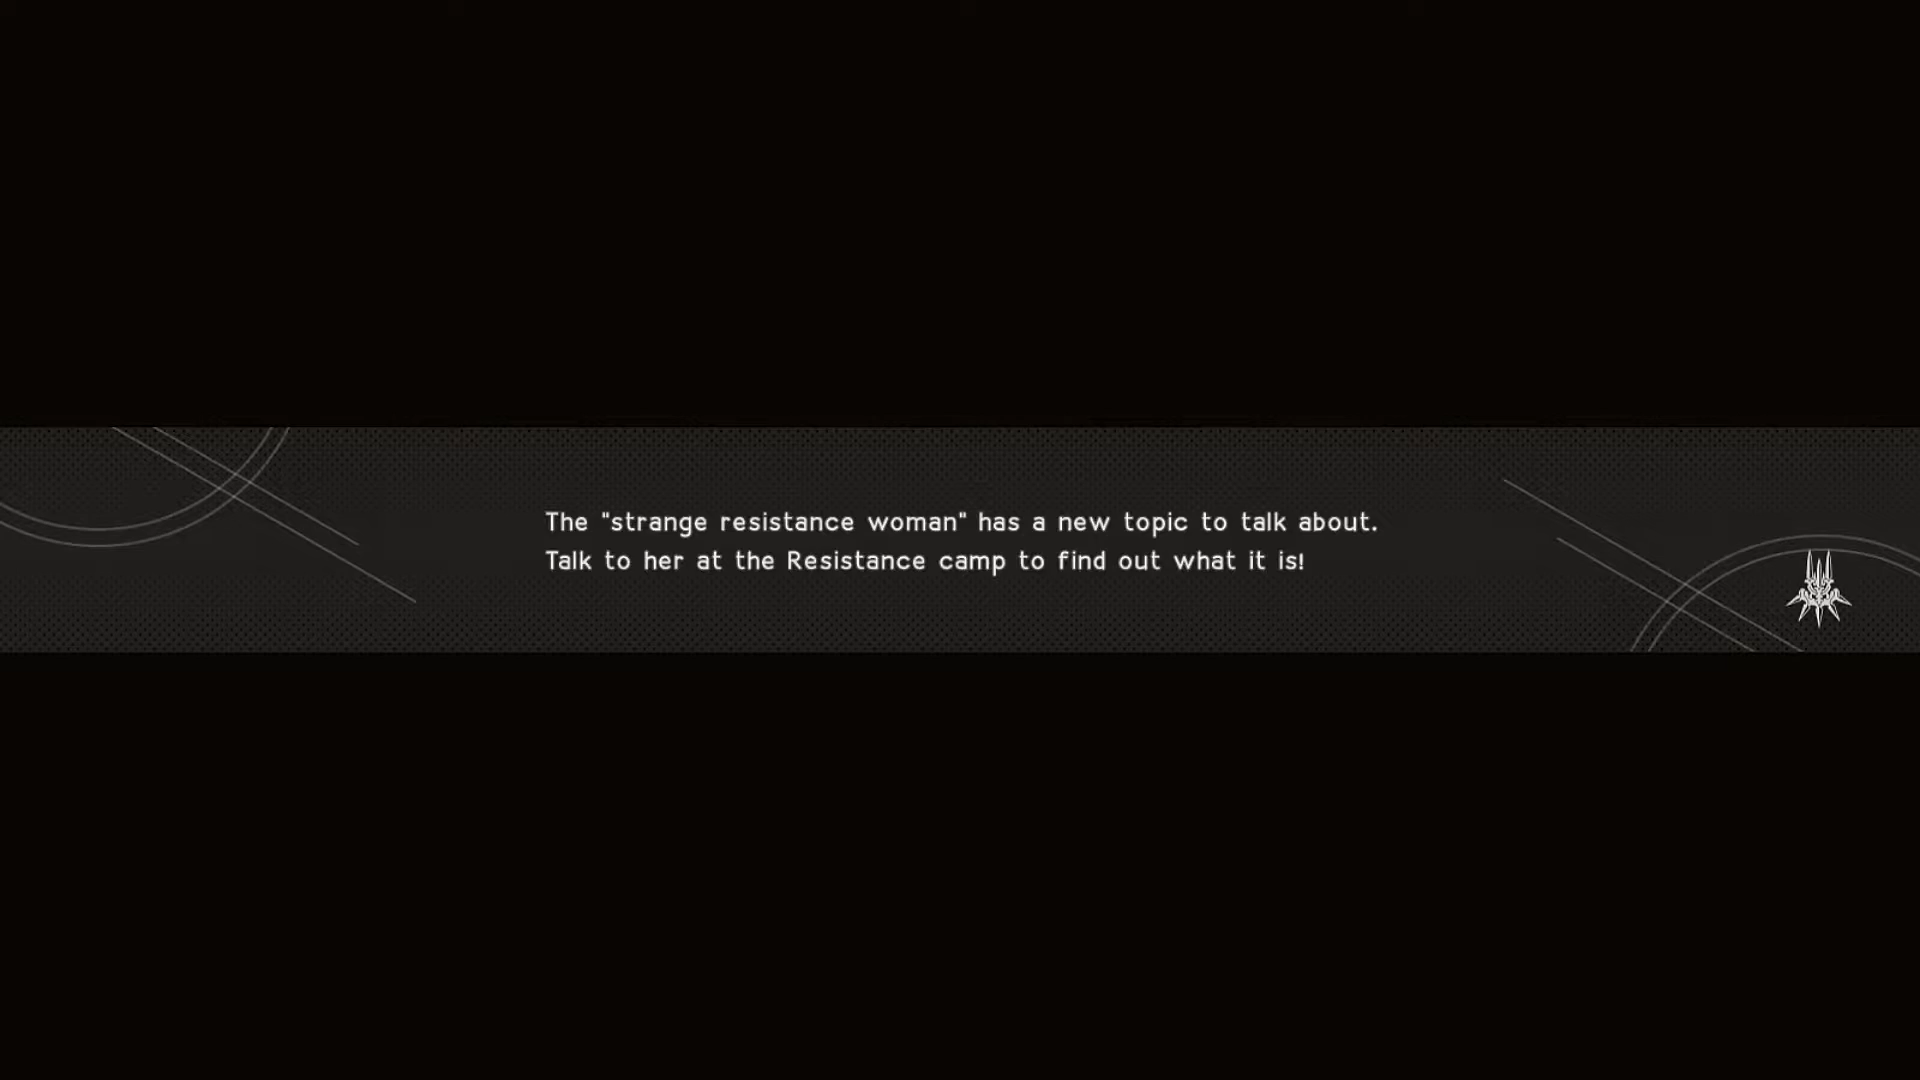 The "strange resistance woman" has a new topic to talk about.
Talk to her at the Resistance camp to find out what it is!